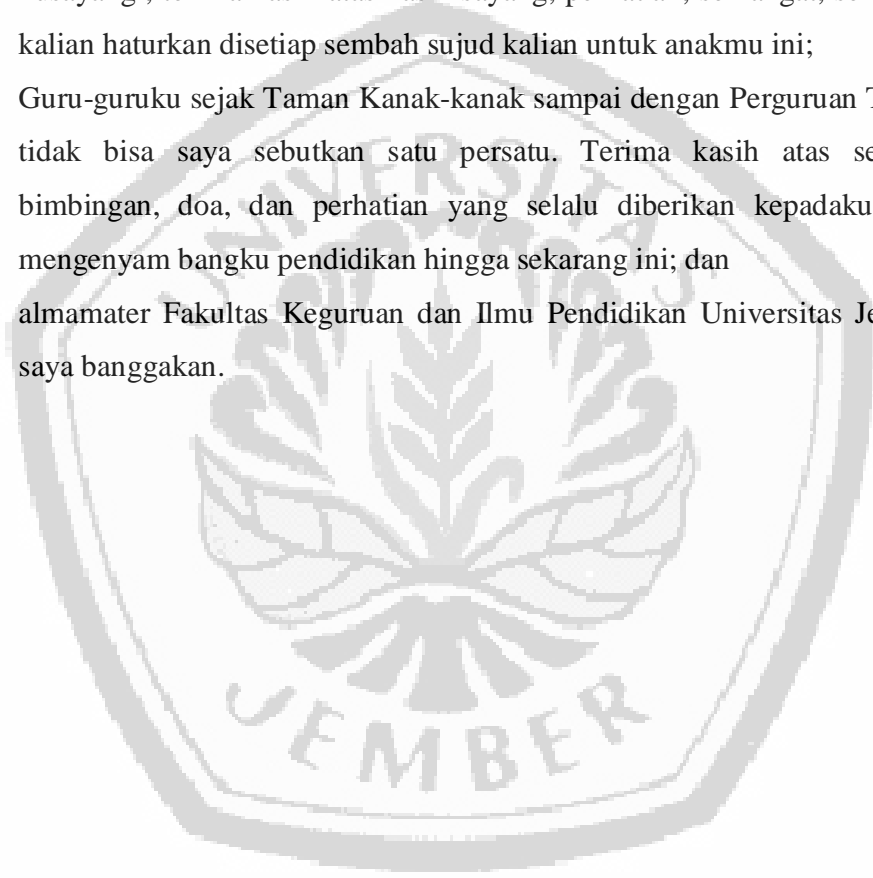 kalian haturkan disetiap sembah sujud kalian untuk anakmu ini;
Guru-guruku sejak Taman Kanak-kanak sampai dengan Perguruan
tidak bisa saya sebutkan satu persatu. Terima kasih atas
bimbingan, doa, dan perhatian yang selalu diberikan kepadaku
mengenyam bangku pendidikan hingga sekarang ini; dan
almamater Fakultas Keguruan dan Ilmu Pendidikan Universitas
saya banggakan.
UNIVERSITAS
JEMBER